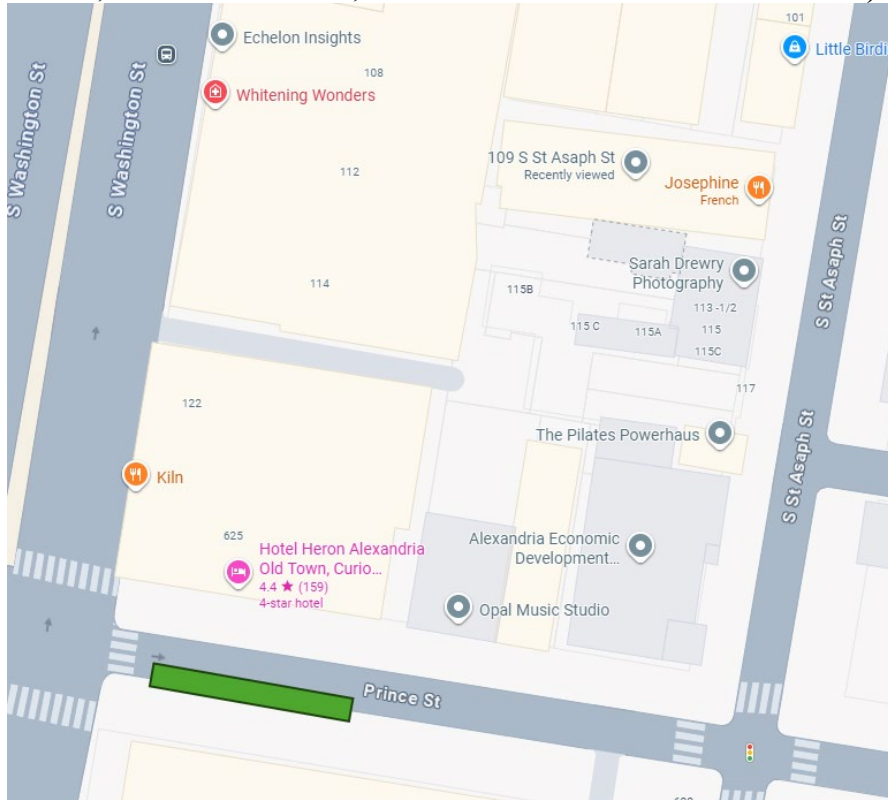 101
Echelon Insights
Little Birdi
S Washington St
S Washington St
108
Whitening Wonders
112
109 S St Asaph St
Recently viewed
Josephine
French
S St Asaph St
Sarah Drewry
Photography
114
115B
113 -1/2
115 C
115A
115
115C
117
122
The Pilates Powerhaus
S St Asaph St
Kiln
625
Hotel Heron Alexandria
Old Town, Curio...
4.4 ★ (159)
4-star hotel
Alexandria Economic
Development...
Opal Music Studio
Prince St